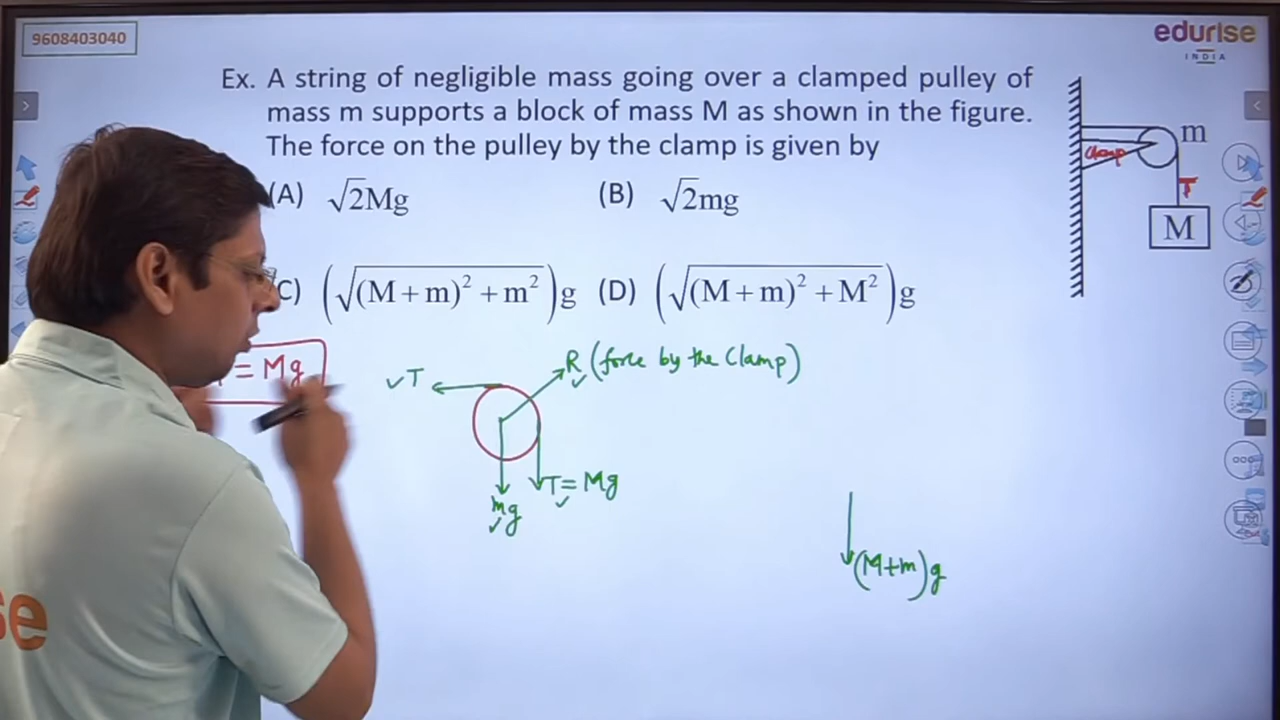 9608403040
edurise
INDIA
Ex. A string of negligible mass going over a clamped pulley of
mass m supports a block of mass M as shown in the figure.
The force on the pulley by the clamp is given by
(A) √2Mg (B) √2mg
C) (√(M+m)² + m²)g (D) (√(M+m)² + M²)g
m
Clamp
T
M
= Mg
T
R (force by the Clamp)
T = Mg
mg
(M+m)g
se